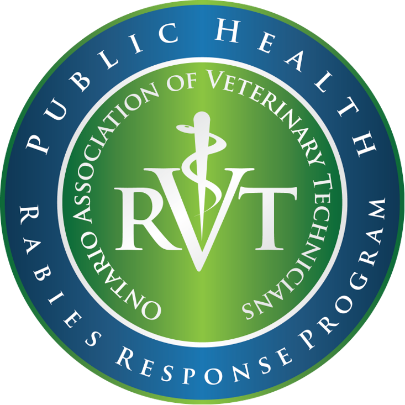 PUBLIC HEALTH
ONTARIO ASSOCIATION OF VETERINARY TECHNICIANS
RVT
RABIES RESPONSE PROGRAM